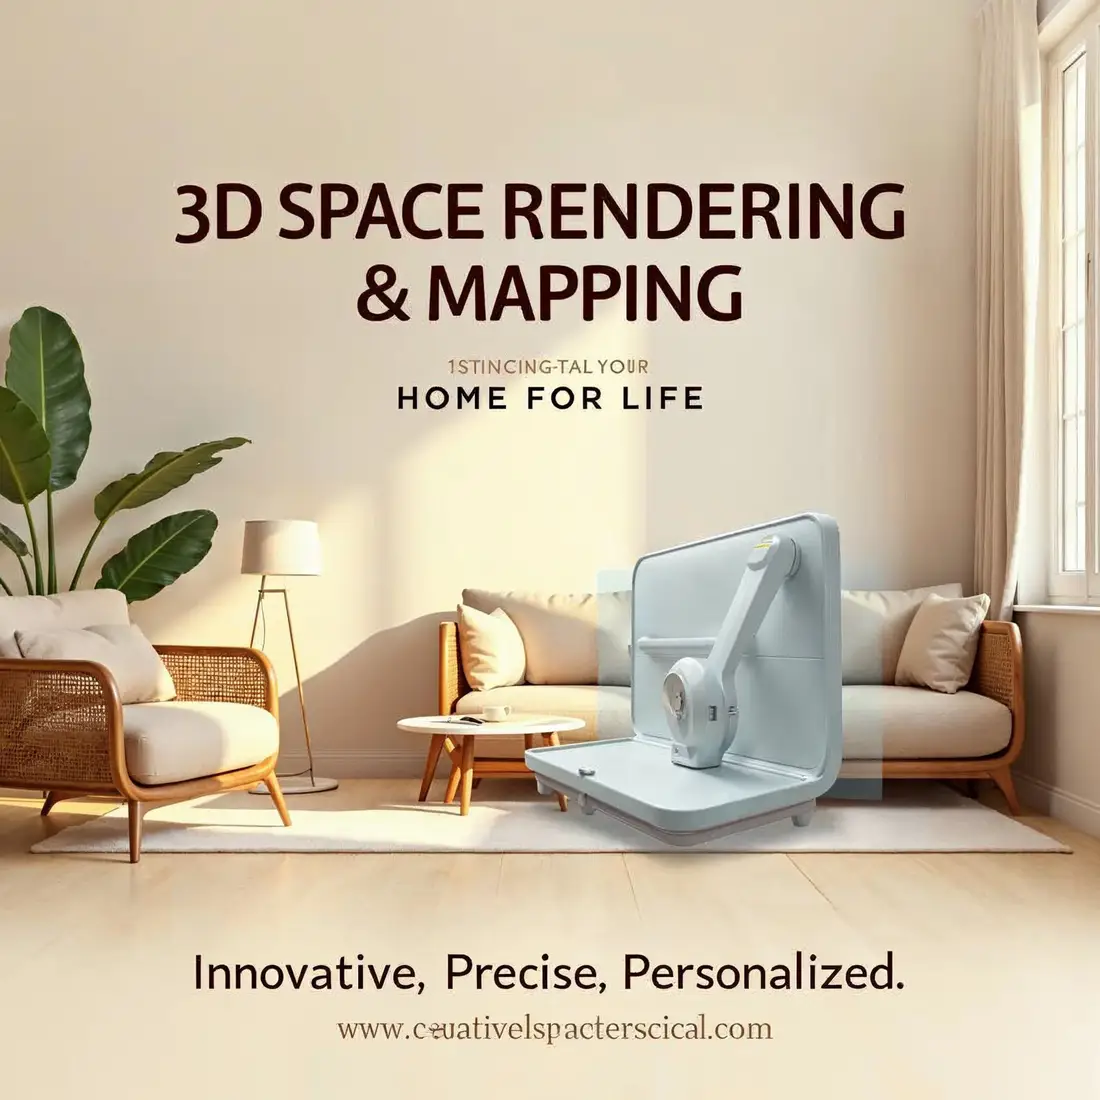 3D SPACE RENDERING
& MAPPING
1STINCING-TAL YOUR
HOME FOR LIFE
Innovative, Precise, Personalized.